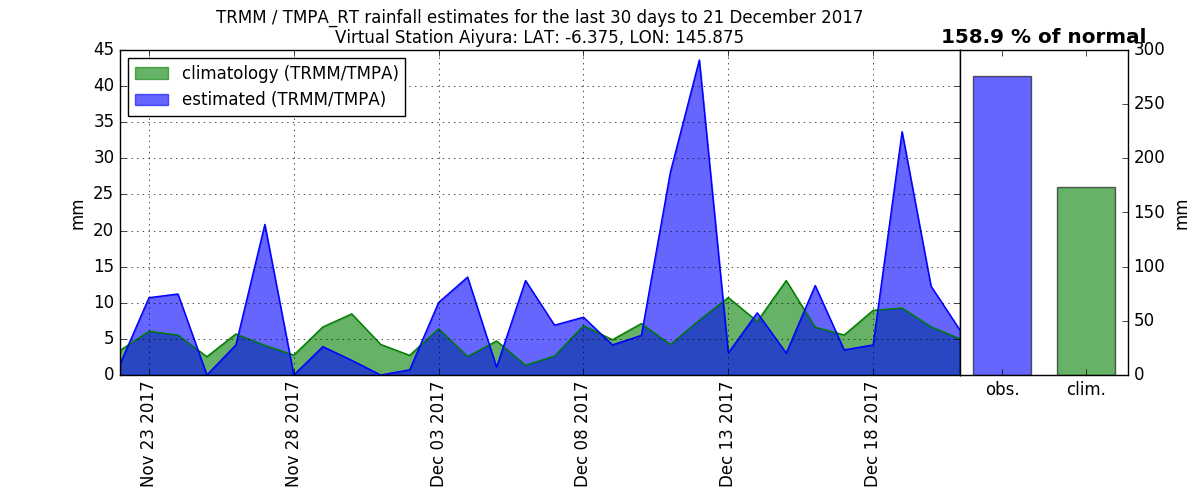 TRMM / TMPA_RT rainfall estimates for the last 30 days to 21 December 2017
Virtual Station Aiyura: LAT: -6.375, LON: 145.875
158.9 % of normal
climatology (TRMM/TMPA)
estimated (TRMM/TMPA)
45
40
35
30
25
20
15
10
5
0
mm
Nov 23 2017
Nov 28 2017
Dec 03 2017
Dec 08 2017
Dec 13 2017
Dec 18 2017
300
250
200
150
100
50
0
mm
obs.
clim.